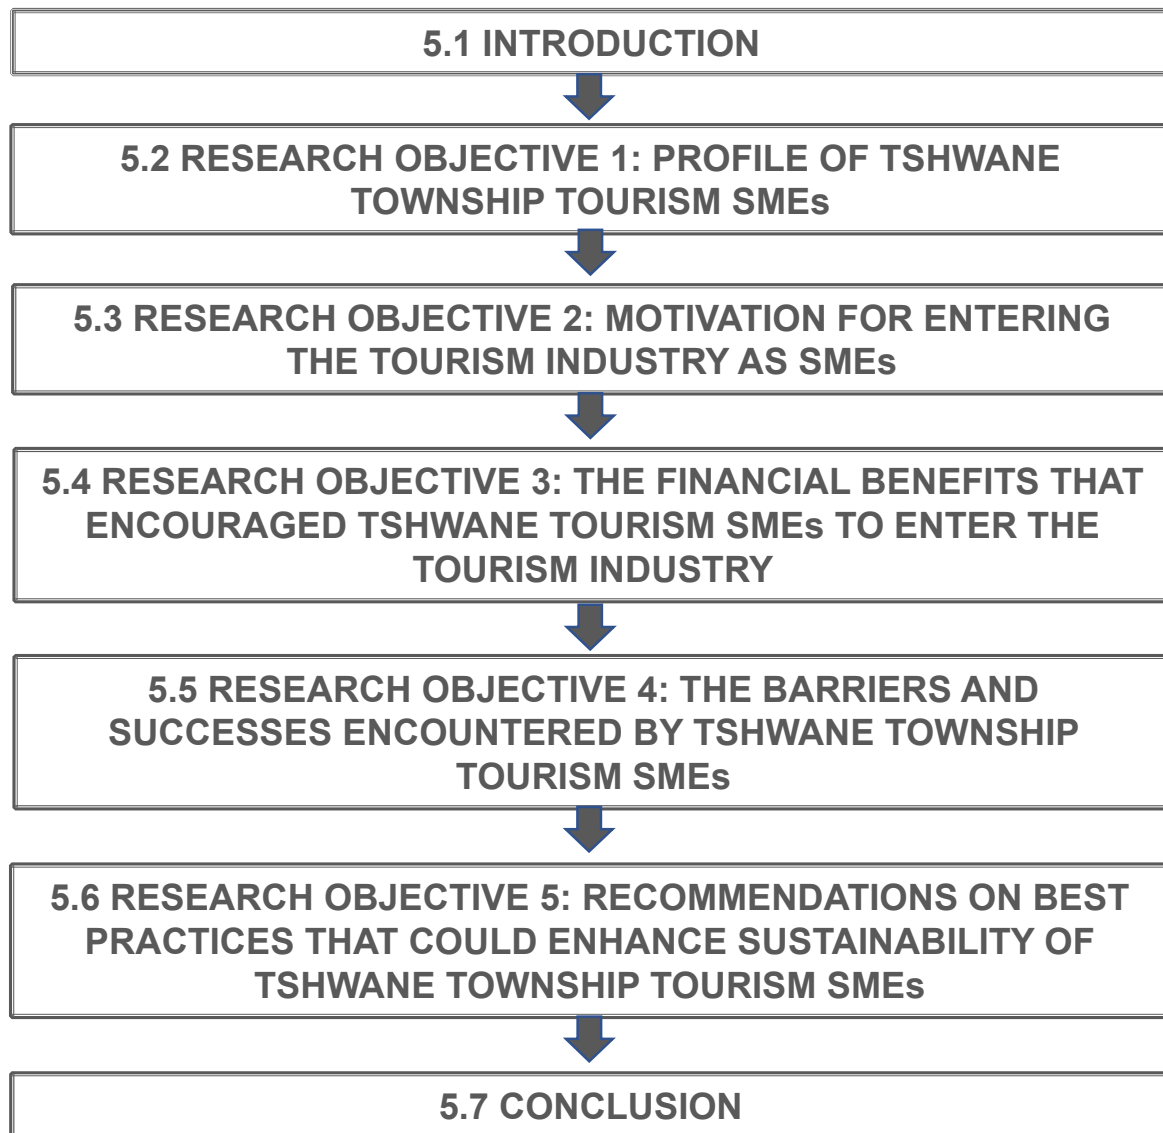 5.1 INTRODUCTION
5.2 RESEARCH OBJECTIVE 1: PROFILE OF TSHWANE
TOWNSHIP TOURISM SMEs
5.3 RESEARCH OBJECTIVE 2: MOTIVATION FOR ENTERING
THE TOURISM INDUSTRY AS SMEs
5.4 RESEARCH OBJECTIVE 3: THE FINANCIAL BENEFITS THAT
ENCOURAGED TSHWANE TOURISM SMEs TO ENTER THE
TOURISM INDUSTRY
5.5 RESEARCH OBJECTIVE 4: THE BARRIERS AND
SUCCESSES ENCOUNTERED BY TSHWANE TOWNSHIP
TOURISM SMEs
5.6 RESEARCH OBJECTIVE 5: RECOMMENDATIONS ON BEST
PRACTICES THAT COULD ENHANCE SUSTAINABILITY OF
TSHWANE TOWNSHIP TOURISM SMEs
5.7 CONCLUSION